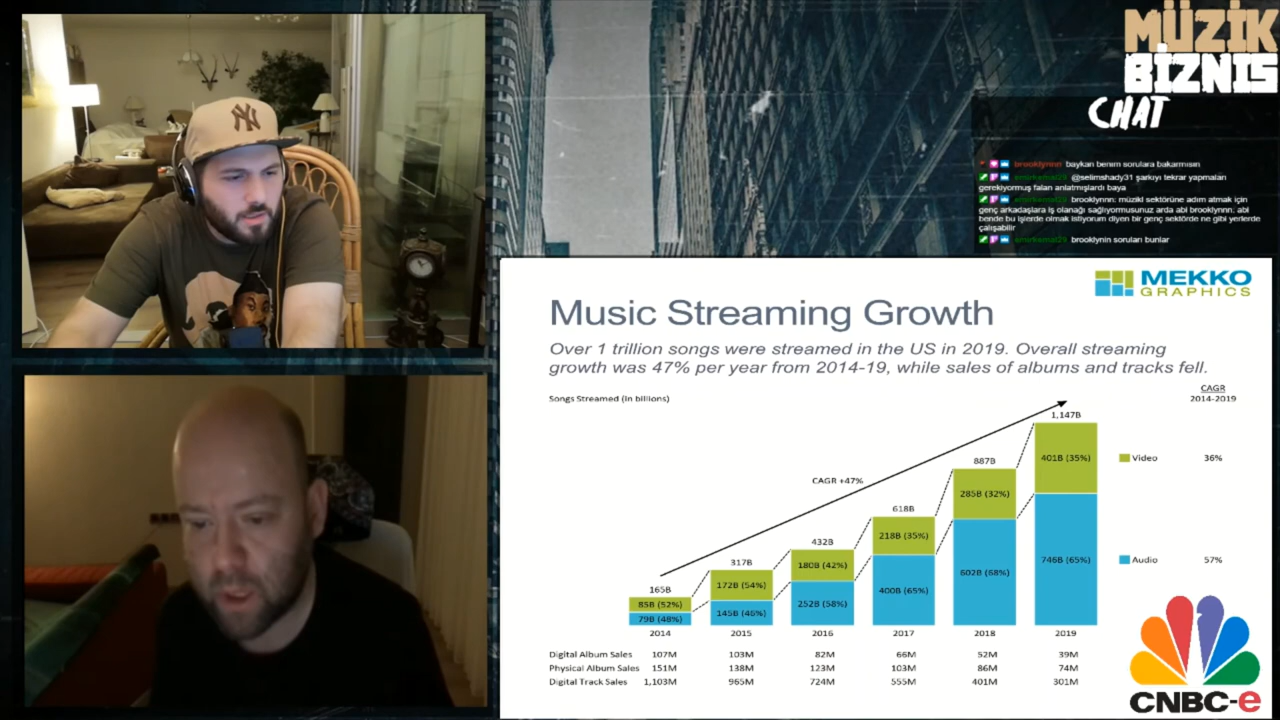 NY
MÜZİK
BİZNIS
CHAT
brooklynnn baykan benim sorulara bakarmısın
@selimshady31 şarkıyı tekrar yapmaları
gerekiyormuş falan anlatmışlardı baya
brooklynnn: müzikl sektörüne adım atmak için
genç arkadaşlara iş olanağı sağlıyormusunuz arda abi brooklynnn: abi
bende bu işlerde olmak istiyorum diyen bir genç sektörde ne gibi yerlerde
çalışabilir
brooklynin soruları bunlar
MEKKO
GRAPHICS
Music Streaming Growth
Over 1 trillion songs were streamed in the US in 2019. Overall streaming
growth was 47% per year from 2014-19, while sales of albums and tracks fell.
Songs Streamed (in billions)
CAGR
2014-2019
1,147B
887B
618B
432B
317B
165B
CAGR +47%
401B (35%)
285B (32%)
218B (35%)
180B (42%)
172B (54%)
85B (52%)
Video 36%
746B (65%)
602B (68%)
400B (65%)
252B (58%)
145B (46%)
79B (48%)
Audio 57%
2014 2015 2016 2017 2018 2019
Digital Album Sales 107M 103M 82M 66M 52M 39M
Physical Album Sales 151M 138M 123M 103M 86M 74M
Digital Track Sales 1,103M 965M 724M 555M 401M 301M
CNBC-e